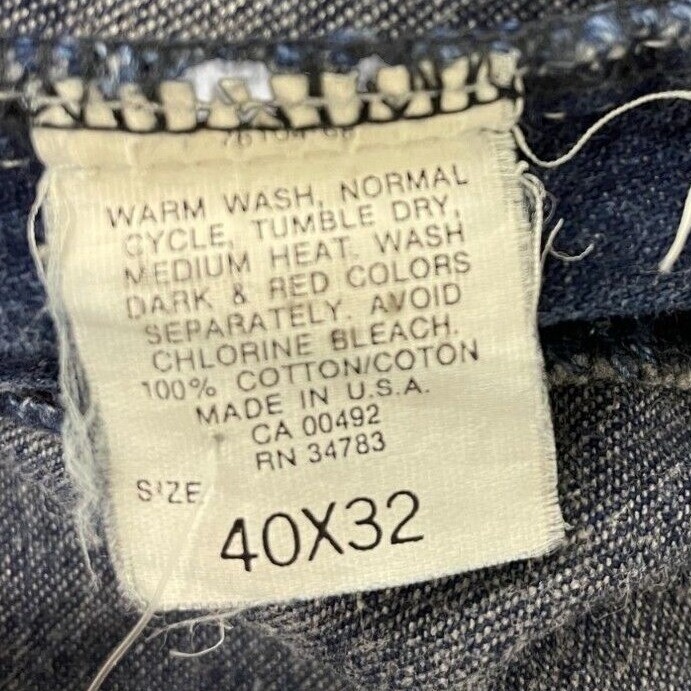 WARM WASH, NORMAL
CYCLE, TUMBLE DRY,
MEDIUM HEAT. WASH
DARK & RED COLORS
SEPARATELY. AVOID
CHLORINE BLEACH.
100% COTTON/COTON
MADE IN U.S.A.
CA 00492
RN 34783
SIZE
40X32